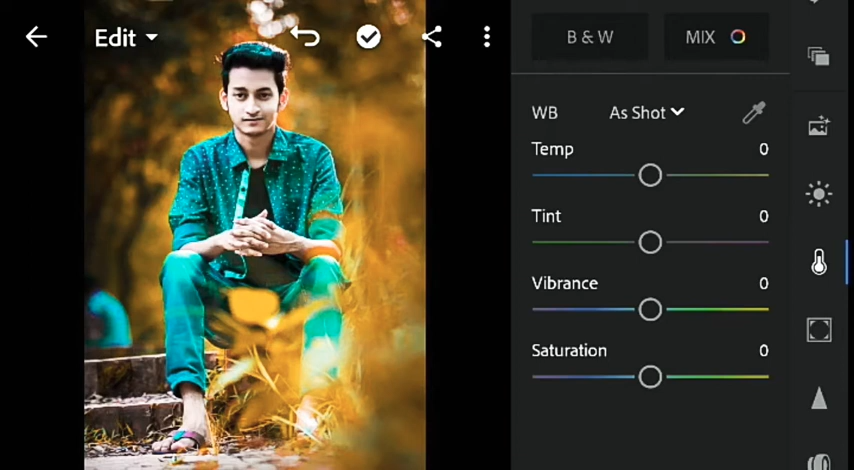 Edit
B & W
MIX
WB
As Shot
Temp
0
Tint
0
Vibrance
0
Saturation
0